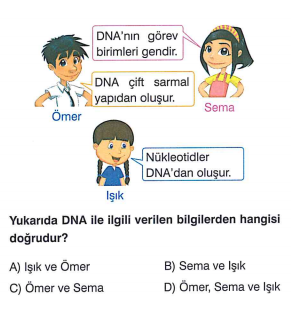 DNA'nın görev
birimleri gendir.
DNA çift sarmal
yapıdan oluşur.
Sema
Ömer
Nükleotidler
DNA'dan oluşur.
Işık
Yukarıda DNA ile ilgili verilen bilgilerden hangisi
doğrudur?
A) Işık ve Ömer
B) Sema ve Işık
C) Ömer ve Sema
D) Ömer, Sema ve Işık